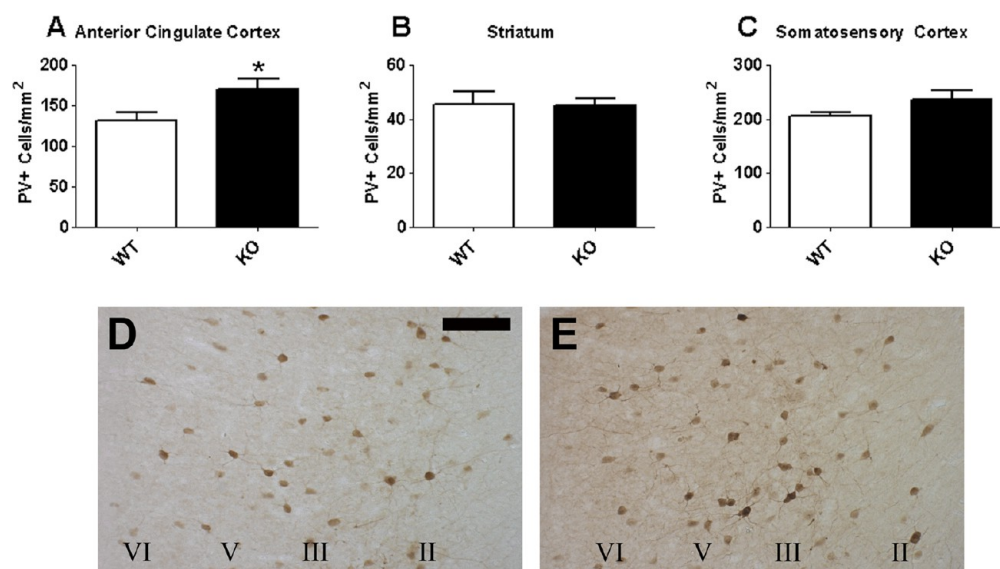 A Anterior Cingulate Cortex
200
150
100
50
0
PV+ Cells/mm²
*
WT
KO
B Striatum
60
40
20
0
PV+ Cells/mm²
WT
KO
C Somatosensory Cortex
300
200
100
0
PV+ Cells/mm²
WT
KO
D
VI V III II
E
VI V III II